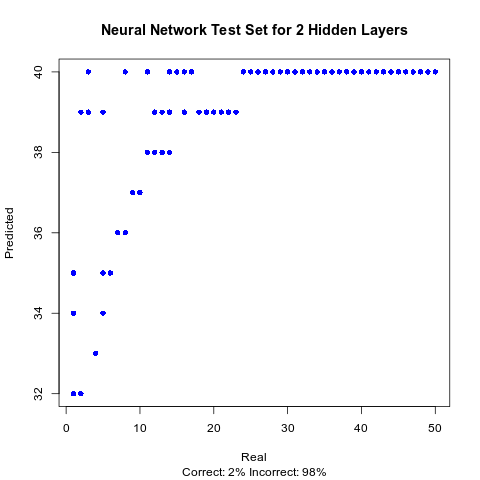 Neural Network Test Set for 2 Hidden Layers
40
38
36
34
32
Predicted
0 10 20 30 40 50
Real
Correct: 2% Incorrect: 98%